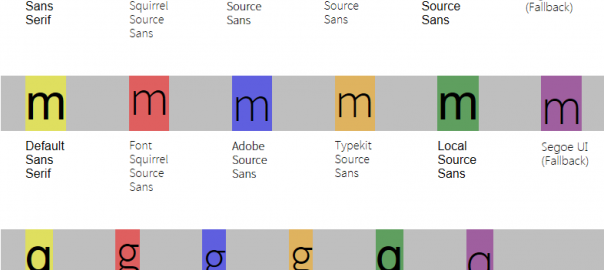 Sans
Serif
Squirrel
Source
Sans
Source
Sans
Source
Sans
Source
Sans
(Fallback)
m m m m m m
Default
Sans
Serif
Font
Squirrel
Source
Sans
Adobe
Source
Sans
Typekit
Source
Sans
Local
Source
Sans
Segoe UI
(Fallback)
g g g g g g